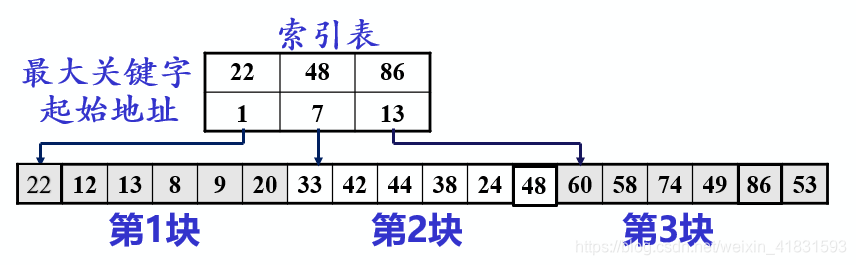 索引表
最大关键字 22 48 86
起始地址 1 7 13
22 12 13 8 9 20 33 42 44 38 24 48 60 58 74 49 86 53
第1块 第2块 第3块
https://blog.csdn.net/weixin_41831593